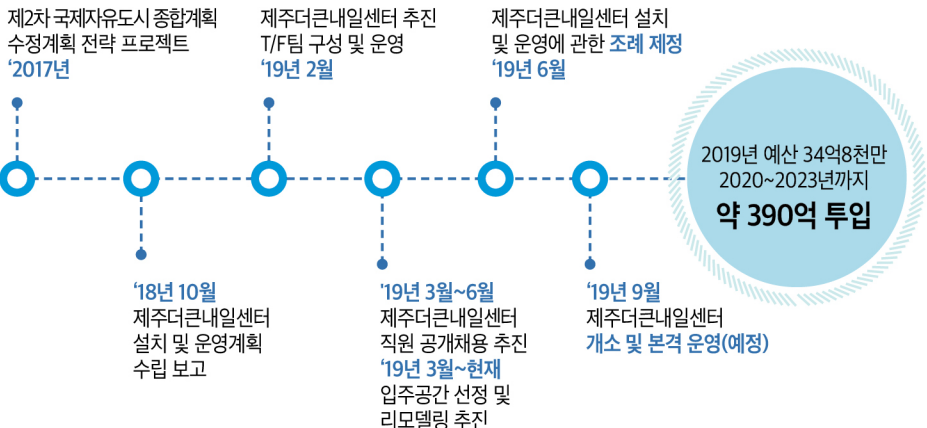 제2차 국제자유도시 종합계획
수정계획 전략 프로젝트
‘2017년
‘18년 10월
제주더큰내일센터
설치 및 운영계획
수립 보고
제주더큰내일센터 추진
T/F팀 구성 및 운영
‘19년 2월
'19년 3월~6월
제주더큰내일센터
직원 공개채용 추진
‘19년 3월~현재
입주공간 선정 및
리모델링 추진
제주더큰내일센터 설치
및 운영에 관한 조례 제정
‘19년 6월
‘19년 9월
제주더큰내일센터
개소 및 본격 운영(예정)
2019년 예산 34억8천만
2020~2023년까지
약 390억 투입